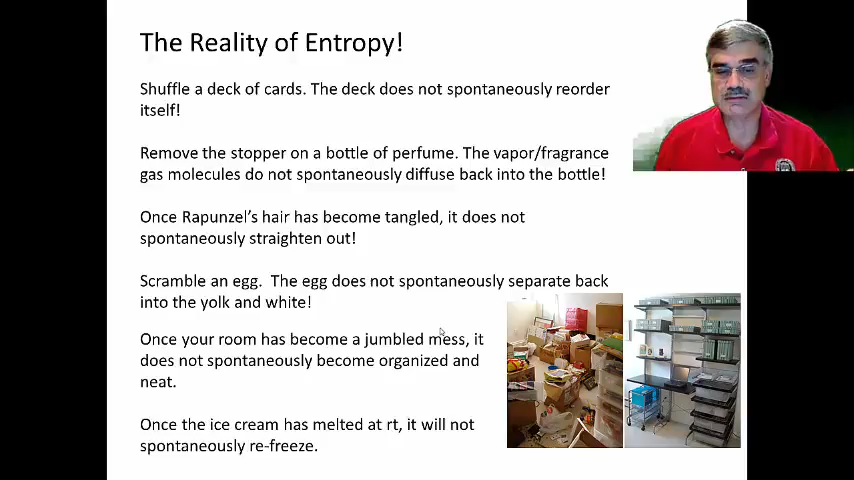 The Reality of Entropy!
Shuffle a deck of cards. The deck does not spontaneously reorder
itself!
Remove the stopper on a bottle of perfume. The vapor/fragrance
gas molecules do not spontaneously diffuse back into the bottle!
Once Rapunzel's hair has become tangled, it does not
spontaneously straighten out!
Scramble an egg.  The egg does not spontaneously separate back
into the yolk and white!
Once your room has become a jumbled mess, it
does not spontaneously become organized and
neat.
Once the ice cream has melted at rt, it will not
spontaneously re-freeze.